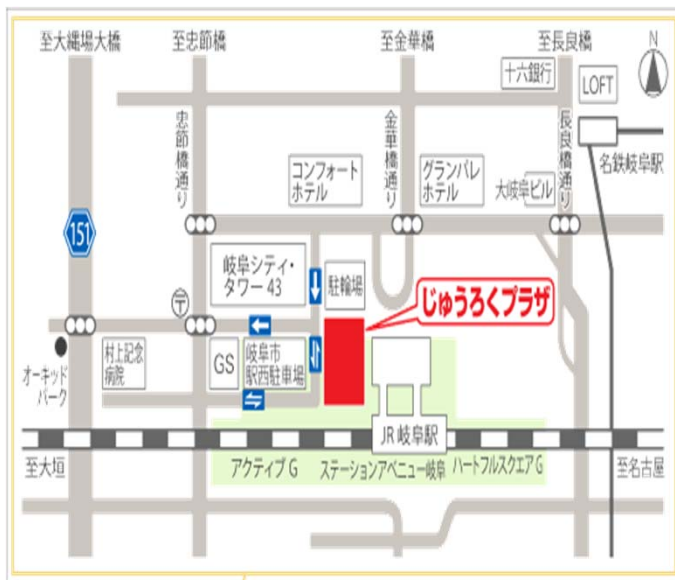 至大縄場大橋
至忠節橋
至金華橋
至長良橋
N
十六銀行
LOFT
忠節橋通り
金華橋通り
長良橋通り
名鉄岐阜駅
コンフォート
ホテル
グランパレ
ホテル
大岐阜ビル
151
岐阜シティ・
タワー43
駐輪場
じゅうろくプラザ
〒
オーキッド
パーク
村上記念
病院
GS
岐阜市
駅西駐車場
JR岐阜駅
至大垣
アクティブG
ステーションアベニュー岐阜
ハートフルスクエアG
至名古屋